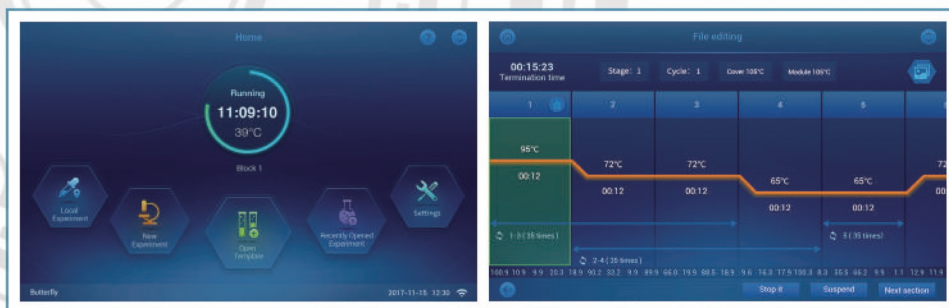 Home
Running
11:09:10
39°C
Block 1
Local
Experiment
New
Experiment
Open
Template
Recently Opened
Experiment
Settings
Butterfly
2017-11-15 12:30
File editing
00:15:23
Termination time
Stage: 1
Cycle: 1
Cover 105°C
Module 105°C
1
2
3
4
5
95°C
00:12
72°C
00:12
72°C
00:12
65°C
00:12
65°C
00:12
72
00
1-3 ( 35 times )
2-4 ( 35 times )
5 ( 35 times )
Stop it
Suspend
Next section